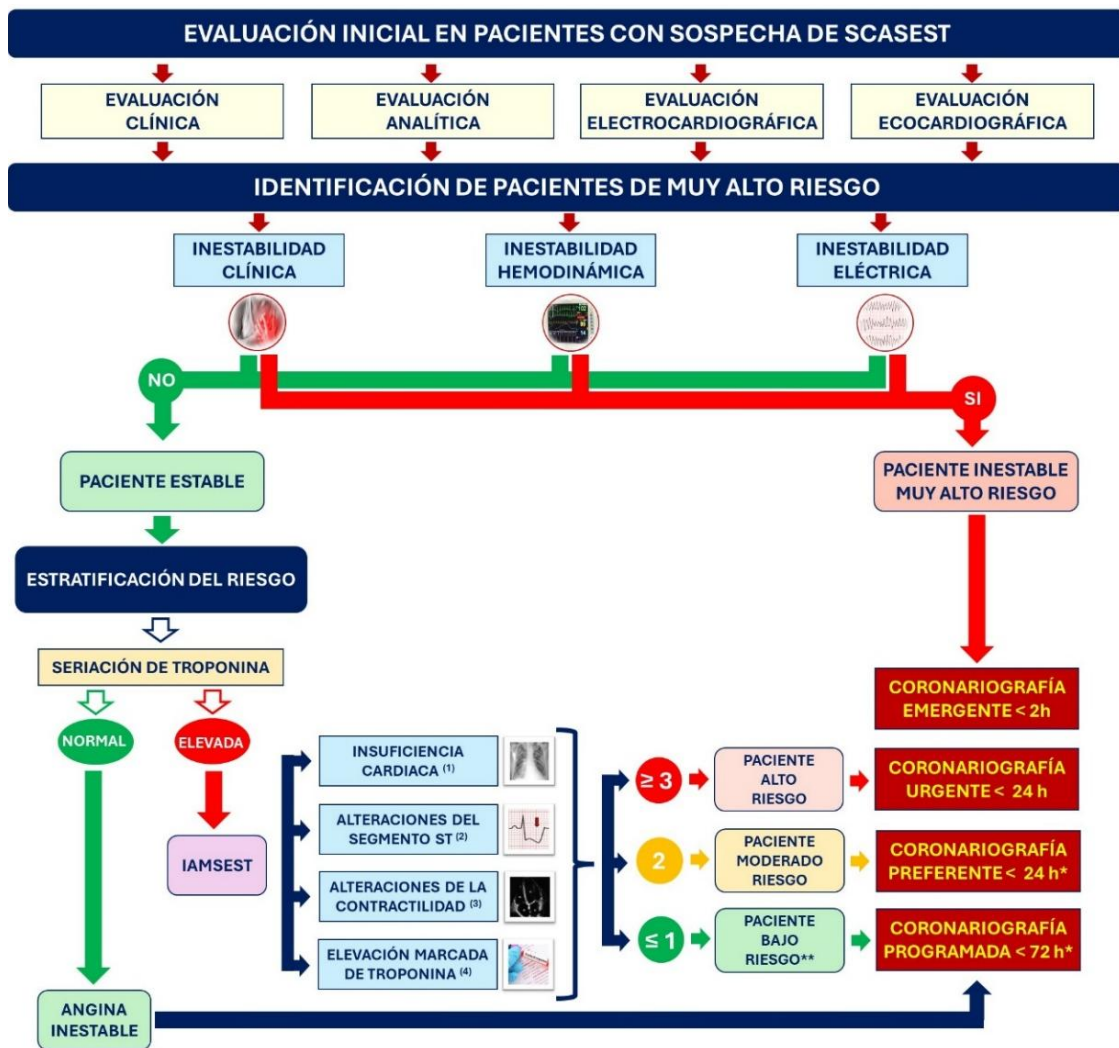 EVALUACIÓN INICIAL EN PACIENTES CON SOSPECHA DE SCASEST
EVALUACIÓN
CLÍNICA
EVALUACIÓN
ANALÍTICA
EVALUACIÓN
ELECTROCARDIOGRÁFICA
EVALUACIÓN
ECOCARDIOGRÁFICA
IDENTIFICACIÓN DE PACIENTES DE MUY ALTO RIESGO
INESTABILIDAD
CLÍNICA
INESTABILIDAD
HEMODINÁMICA
INESTABILIDAD
ELÉCTRICA
NO
SI
PACIENTE ESTABLE
PACIENTE INESTABLE
MUY ALTO RIESGO
ESTRATIFICACIÓN DEL RIESGO
SERIACIÓN DE TROPONINA
NORMAL
ELEVADA
IAMSEST
ANGINA
INESTABLE
INSUFICIENCIA
CARDIACA (1)
ALTERACIONES DEL
SEGMENTO ST (2)
ALTERACIONES DE LA
CONTRACTILIDAD (3)
ELEVACIÓN MARCADA
DE TROPONINA (4)
≥ 3
PACIENTE
ALTO
RIESGO
2
PACIENTE
MODERADO
RIESGO
≤ 1
PACIENTE
BAJO
RIESGO**
CORONARIOGRAFÍA
EMERGENTE < 2h
CORONARIOGRAFÍA
URGENTE < 24 h
CORONARIOGRAFÍA
PREFERENTE < 24 h*
CORONARIOGRAFÍA
PROGRAMADA < 72 h*